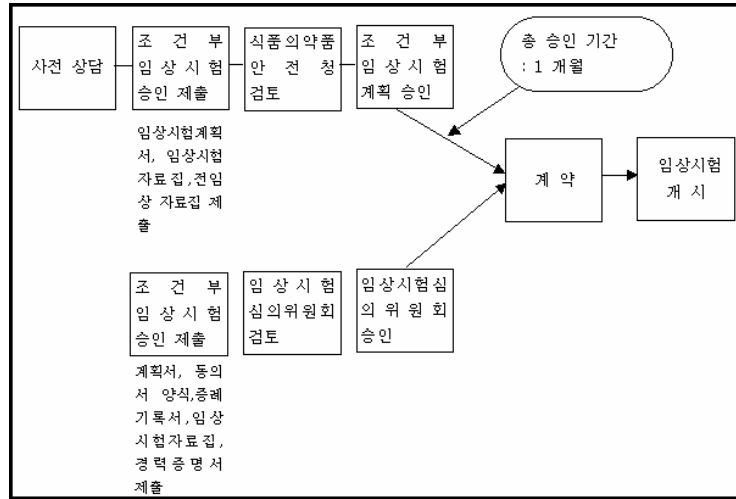 사전 상담
조 건 부
임 상 시 험
승인 제출
식품의약품
안 전 청
검토
조 건 부
임 상 시 험
계획 승인
총 승인 기간
: 1 개월
임상시험계획
서, 임상시험
자료집,전임
상 자료집 제
출
계 약
임상시험
개 시
조 건 부
임 상 시 험
승인 제출
임 상 시 험
심의위원회
검토
임상시험심
의 위 원 회
승인
계획서, 동의
서 양식,증례
기록서,임상
시험자료집,
경력증명서
제출